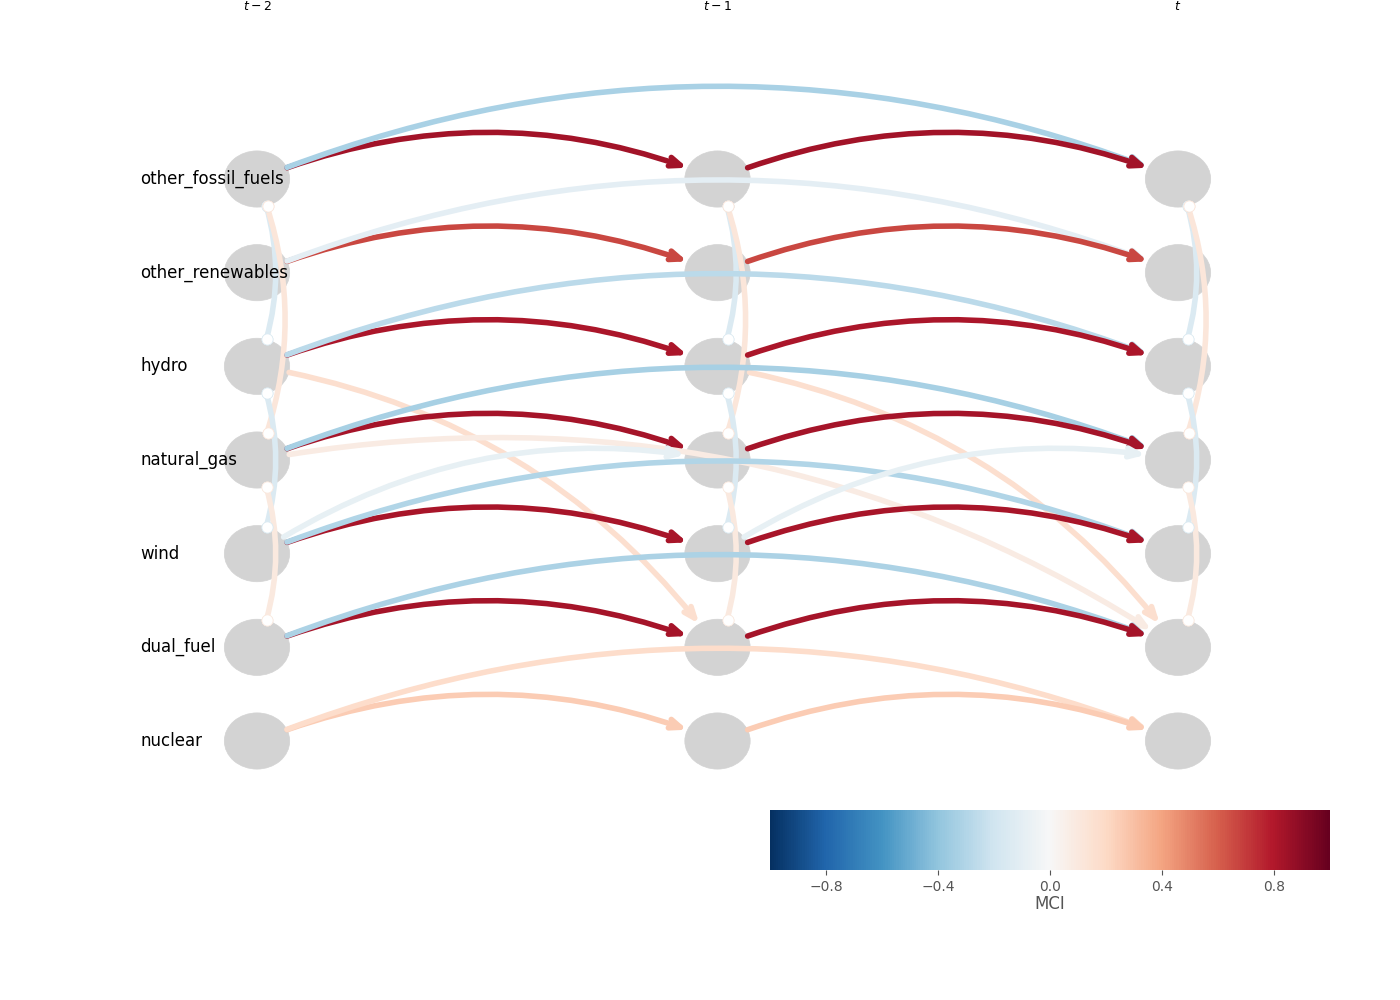 t − 2 t − 1 t
other_fossil_fuels
other_renewables
hydro
natural_gas
wind
dual_fuel
nuclear
−0.8 −0.4 0.0 0.4 0.8
MCI